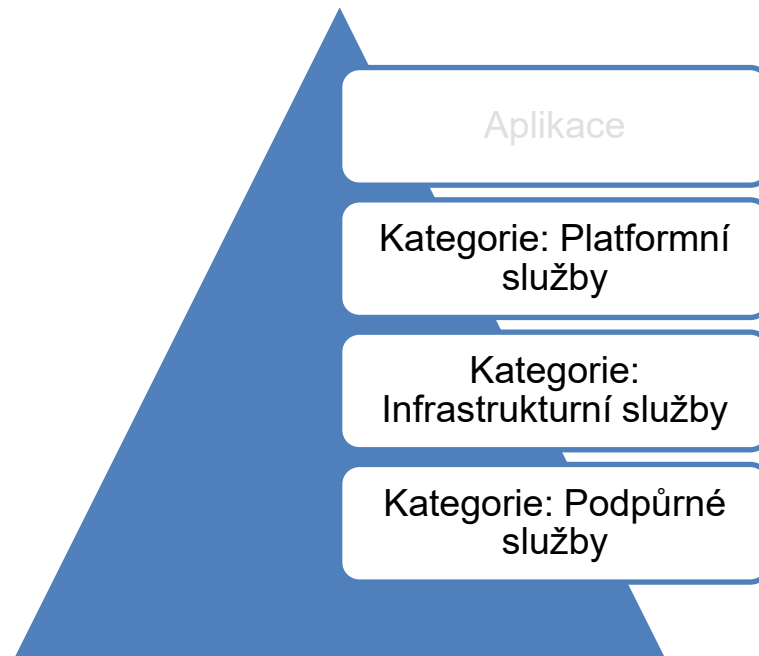 Aplikace
Kategorie: Platformní
služby
Kategorie:
Infrastrukturní služby
Kategorie: Podpůrné
služby